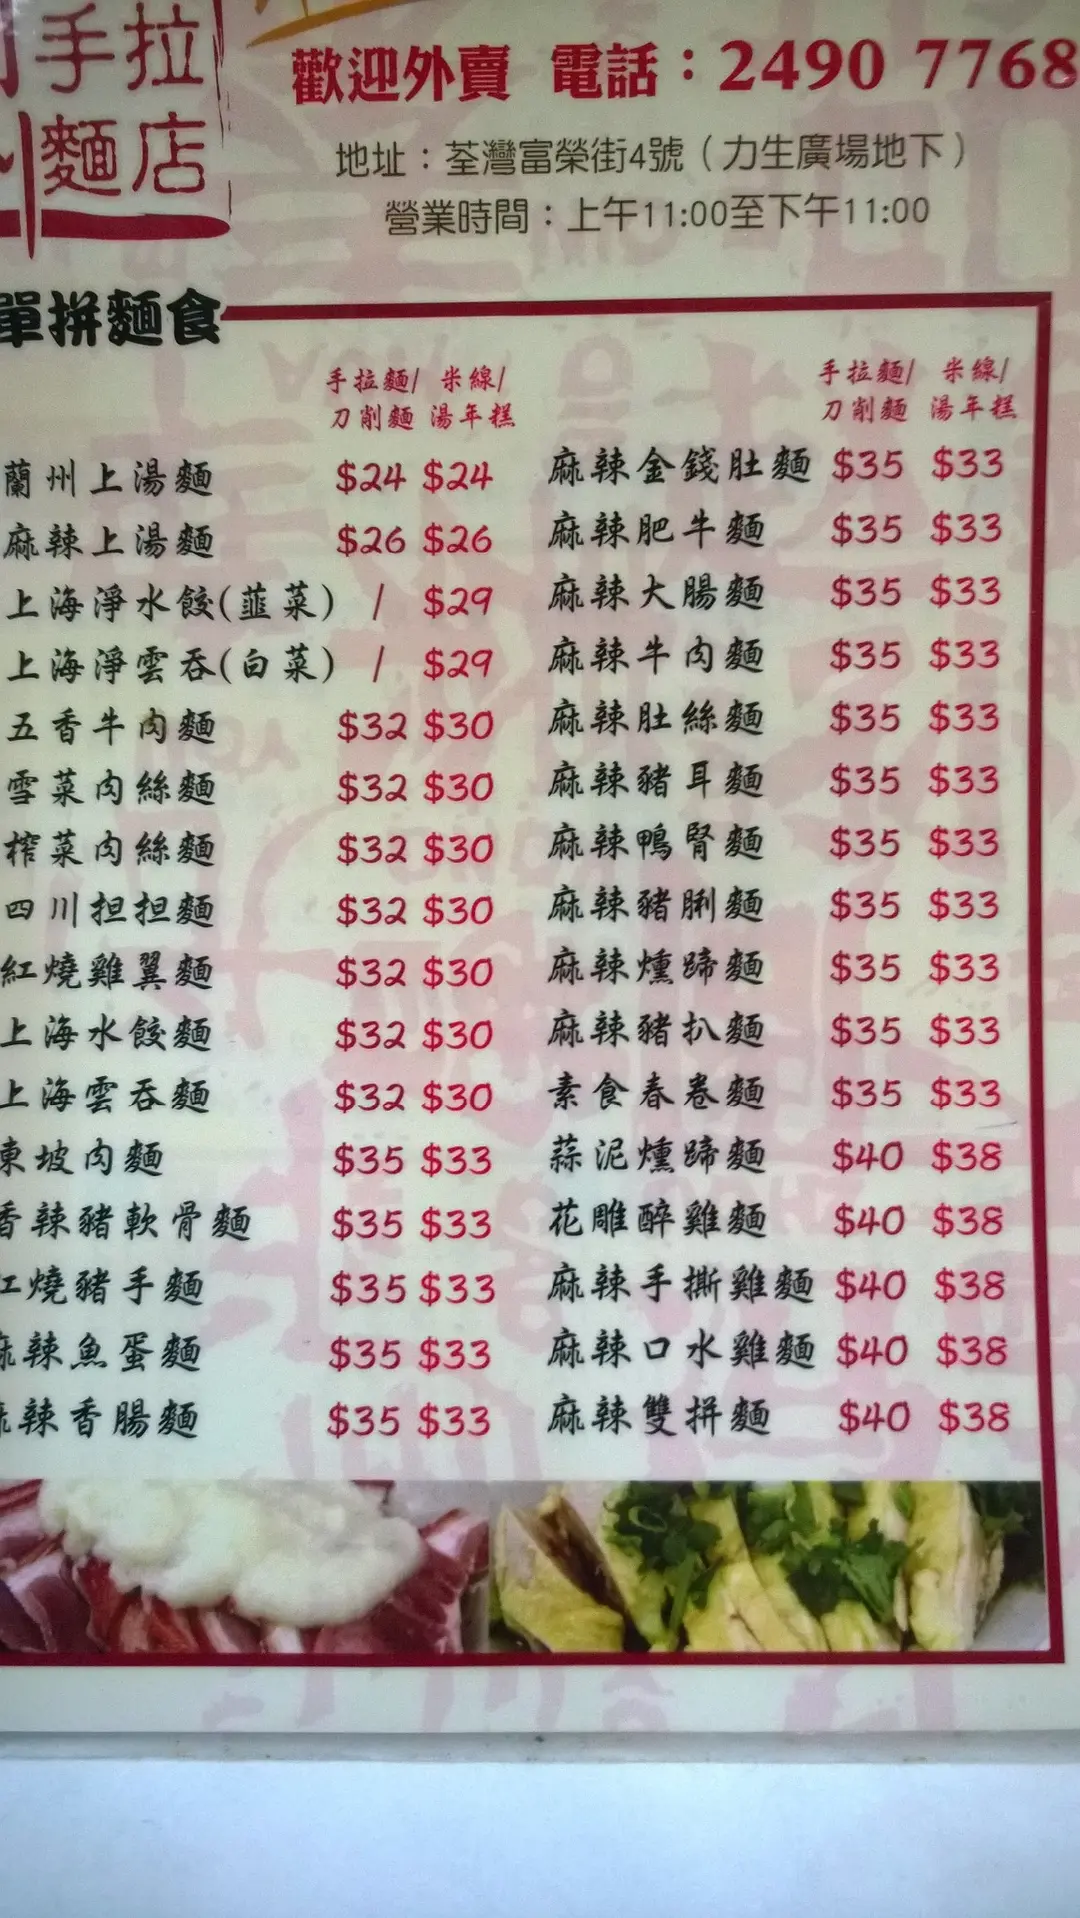 手拉
麵店
歡迎外賣 電話：2490 7768
地址：荃灣富榮街4號（力生廣場地下）
營業時間：上午11:00至下午11:00
單拼麵食
手拉麵/ 米線/
刀削麵 湯年糕
蘭州上湯麵 $24 $24
麻辣上湯麵 $26 $26
上海淨水餃(韮菜) / $29
上海淨雲吞(白菜) / $29
五香牛肉麵 $32 $30
雪菜肉絲麵 $32 $30
榨菜肉絲麵 $32 $30
四川担担麵 $32 $30
紅燒雞翼麵 $32 $30
上海水餃麵 $32 $30
上海雲吞麵 $32 $30
東坡肉麵 $35 $33
香辣豬軟骨麵 $35 $33
紅燒豬手麵 $35 $33
麻辣魚蛋麵 $35 $33
麻辣香腸麵 $35 $33
手拉麵/ 米線/
刀削麵 湯年糕
麻辣金錢肚麵 $35 $33
麻辣肥牛麵 $35 $33
麻辣大腸麵 $35 $33
麻辣牛肉麵 $35 $33
麻辣肚絲麵 $35 $33
麻辣豬耳麵 $35 $33
麻辣鴨腎麵 $35 $33
麻辣豬脷麵 $35 $33
麻辣燻蹄麵 $35 $33
麻辣豬扒麵 $35 $33
素食春卷麵 $35 $33
蒜泥燻蹄麵 $40 $38
花雕醉雞麵 $40 $38
麻辣手撕雞麵 $40 $38
麻辣口水雞麵 $40 $38
麻辣雙拼麵 $40 $38